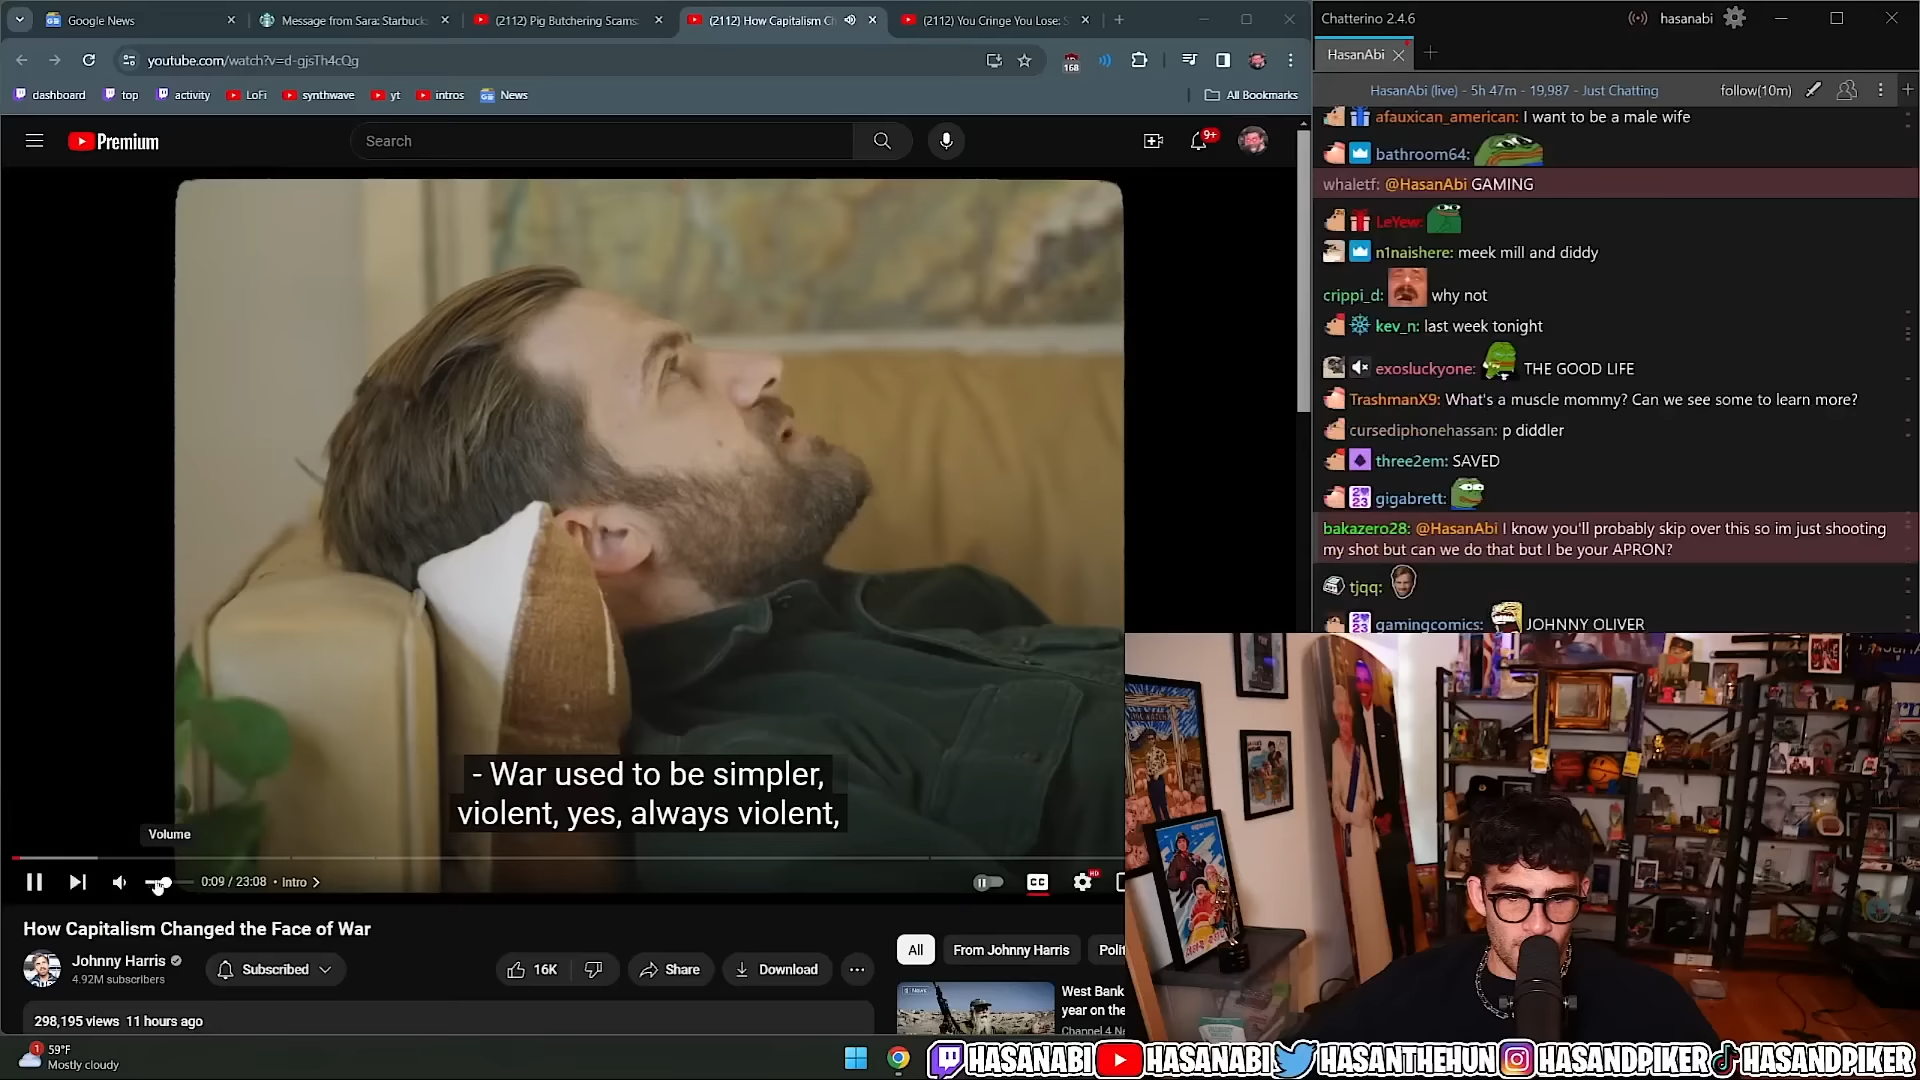 Google News
Message from Sara: Starbuck
(2112) Pig Butchering Scams:
(2112) How Capitalism Ch
(2112) You Cringe You Lose: S
youtube.com/watch?v=d-gjsTh4cQg
168
dashboard
top
activity
LoFi
synthwave
yt
intros
News
All Bookmarks
Premium
Search
9+
- War used to be simpler,
violent, yes, always violent,
Volume
0:09 / 23:08 • Intro
CC
HD
How Capitalism Changed the Face of War
Johnny Harris
4.92M subscribers
Subscribed
16K
Share
Download
298,195 views 11 hours ago
All
From Johnny Harris
Polit
West Bank
year on the
Channel 4 Ne
Chatterino 2.4.6
hasanabi
HasanAbi
HasanAbi (live) - 5h 47m - 19,987 - Just Chatting
follow(10m)
afauxican_american: I want to be a male wife
bathroom64:
whaletf: @HasanAbi GAMING
LeYew:
n1naishere: meek mill and diddy
crippi_d: why not
kev_n: last week tonight
exosluckyone: THE GOOD LIFE
TrashmanX9: What's a muscle mommy? Can we see some to learn more?
cursediphonehassan: p diddler
three2em: SAVED
gigabrett:
bakazero28: @HasanAbi I know you'll probably skip over this so im just shooting
my shot but can we do that but I be your APRON?
tjqq:
gamingcomics: JOHNNY OLIVER
1
59°F
Mostly cloudy
HASANABI
HASANABI
HASANTHEHUN
HASANDPIKER
HASANDPIKER